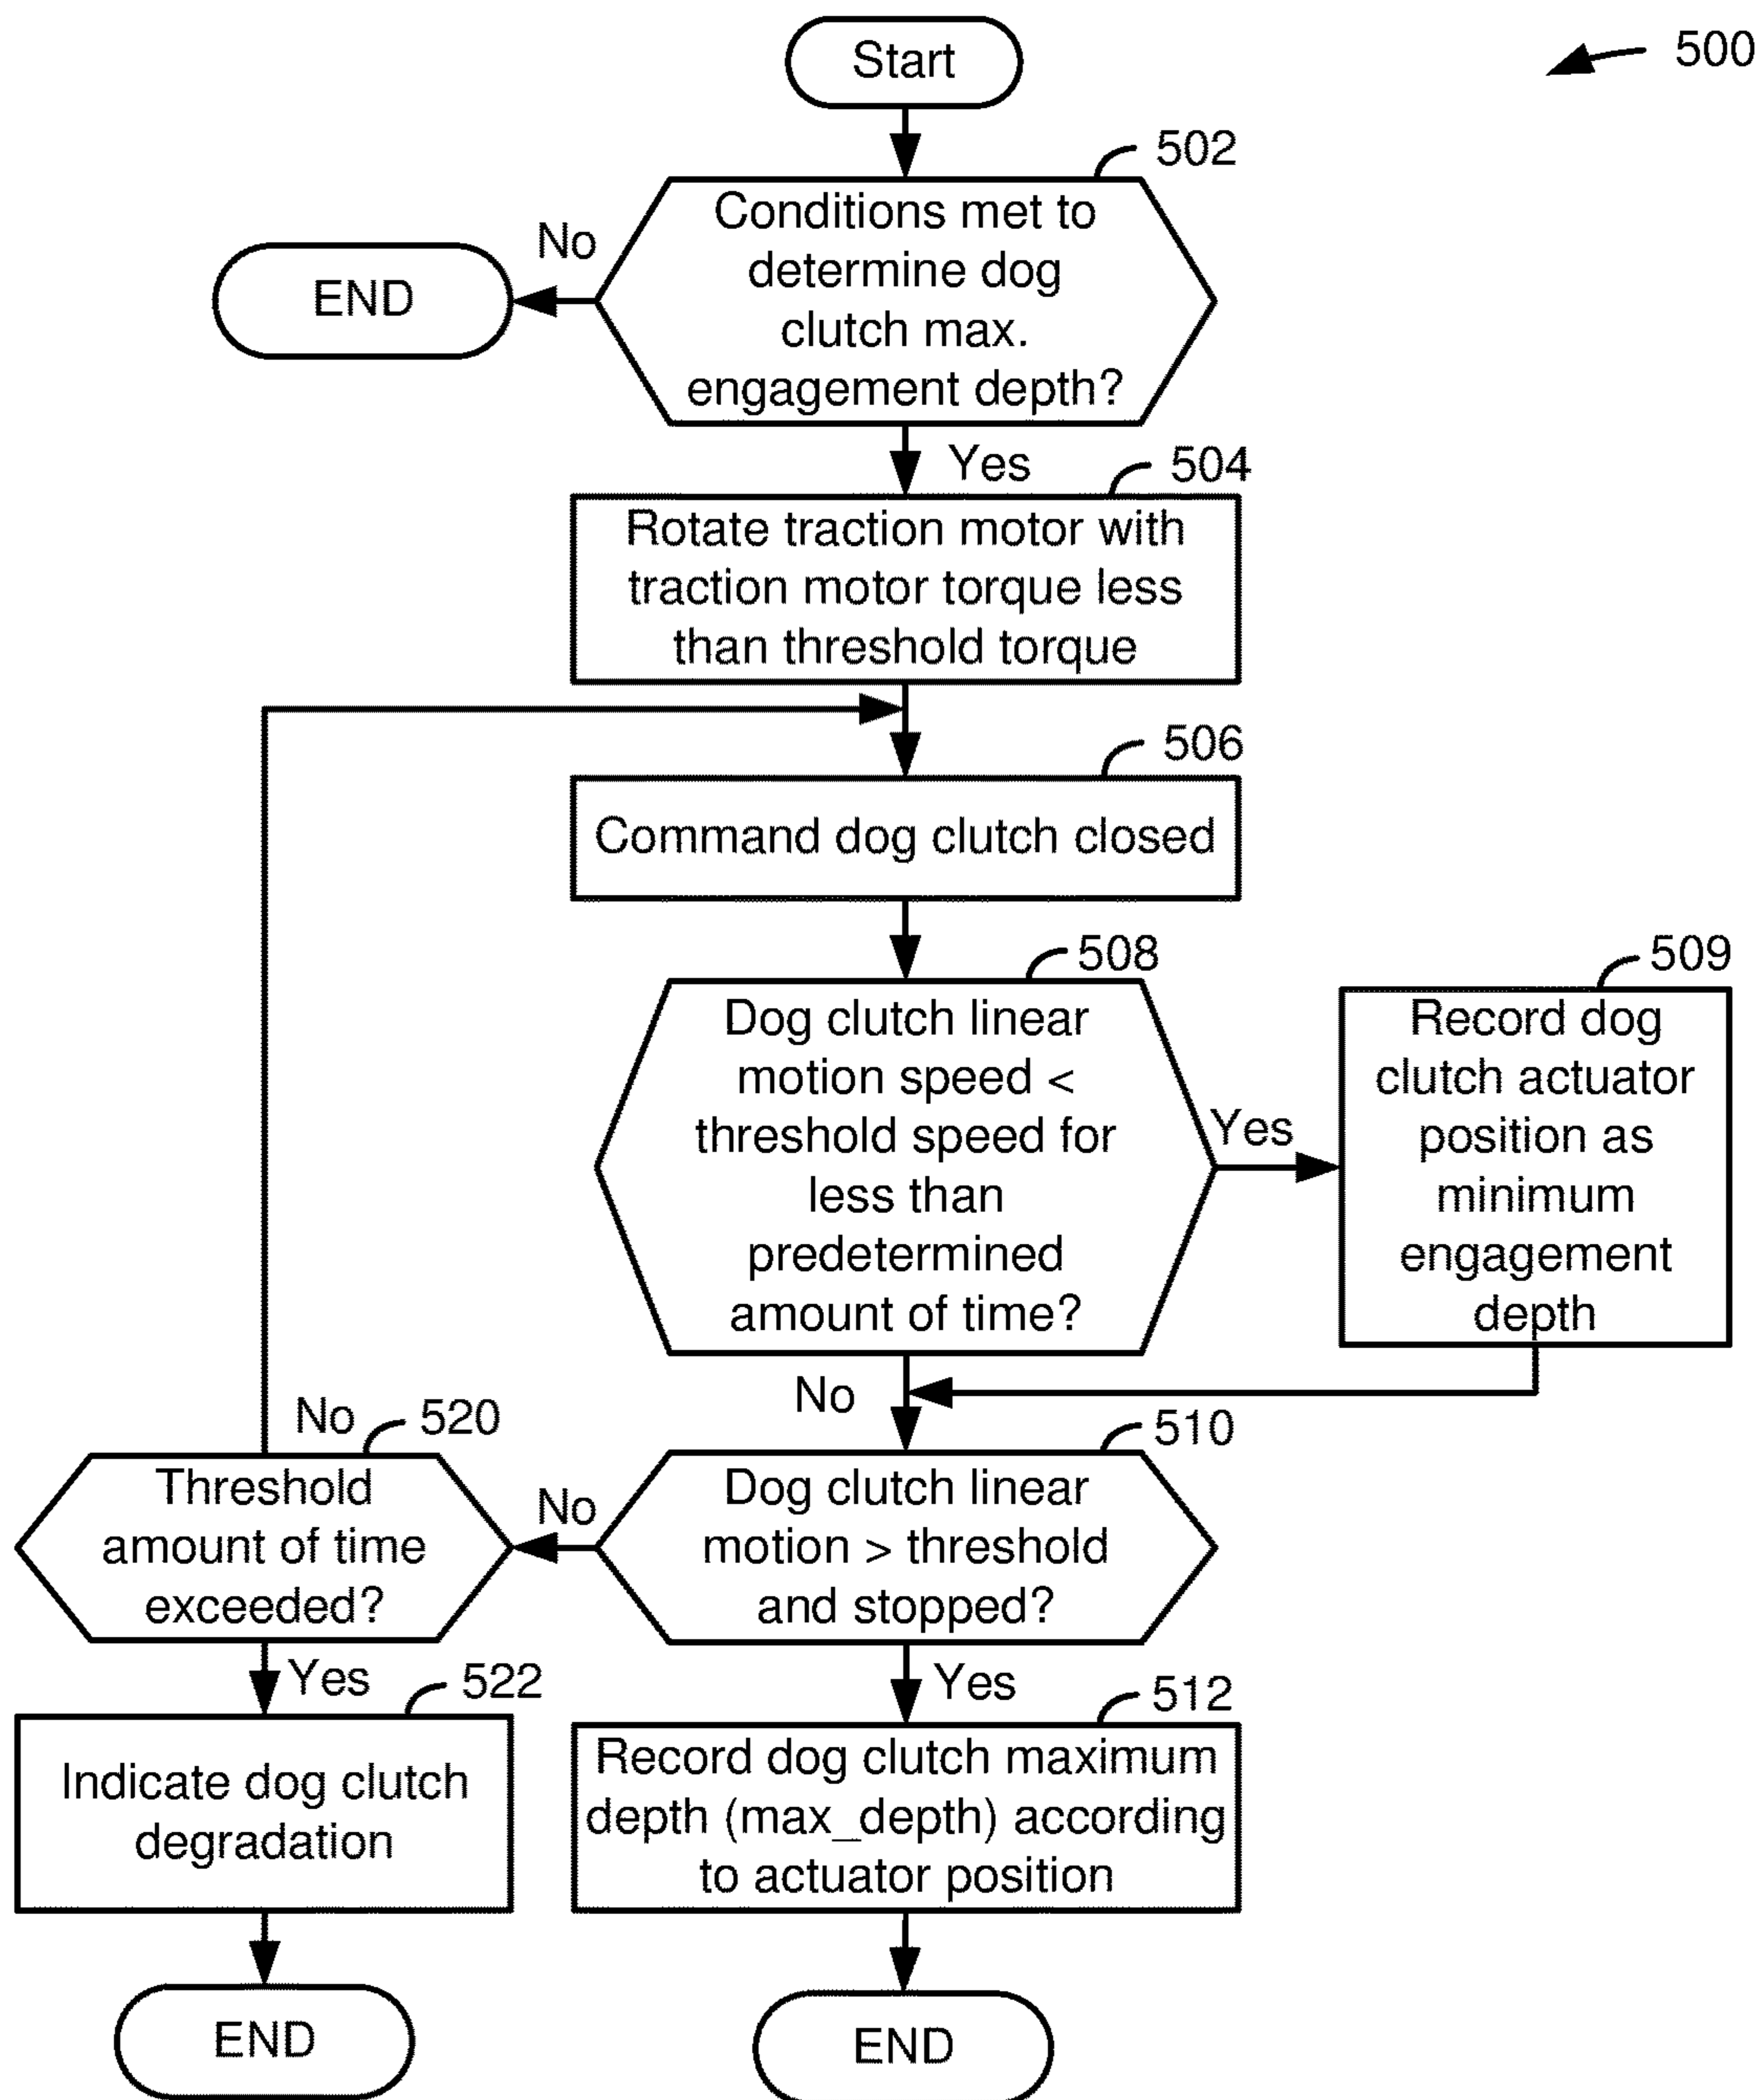 Start
500
502
Conditions met to
determine dog
clutch max.
engagement depth?
No
END
Yes
504
Rotate traction motor with
traction motor torque less
than threshold torque
506
Command dog clutch closed
508
Dog clutch linear
motion speed <
threshold speed for
less than
predetermined
amount of time?
Yes
509
Record dog
clutch actuator
position as
minimum
engagement
depth
No
510
Dog clutch linear
motion > threshold
and stopped?
No
520
Threshold
amount of time
exceeded?
No
Yes
522
Indicate dog clutch
degradation
END
Yes
512
Record dog clutch maximum
depth (max_depth) according
to actuator position
END